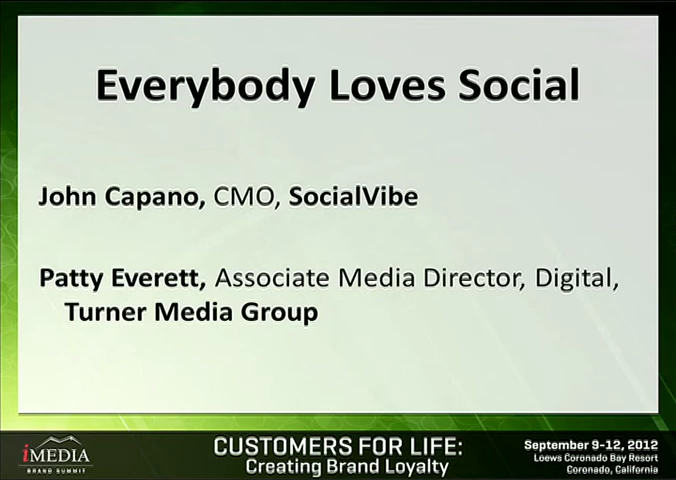 Everybody Loves Social
John Capano, CMO, SocialVibe
Patty Everett, Associate Media Director, Digital,
Turner Media Group
iMEDIA
BRAND SUMMIT
CUSTOMERS FOR LIFE:
Creating Brand Loyalty
September 9-12, 2012
Loews Coronado Bay Resort
Coronado, California